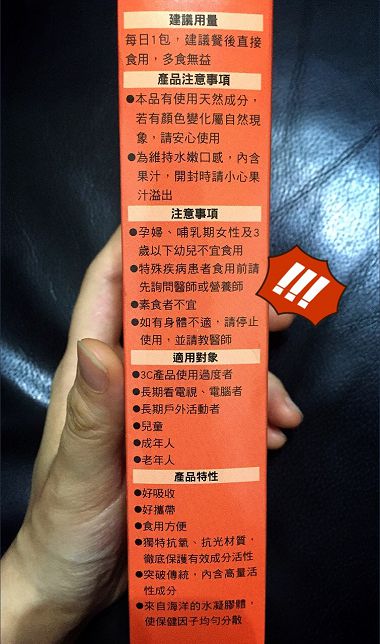 建議用量
每日1包，建議餐後直接
食用，多食無益
產品注意事項
●本品有使用天然成分，
若有顏色變化屬自然現
象，請安心使用
●為維持水嫩口感，內含
果汁，開封時請小心果
汁溢出
注意事項
●孕婦、哺乳期女性及3
歲以下幼兒不宜食用
●特殊疾病患者食用前請
先詢問醫師或營養師
●素食者不宜
●如有身體不適，請停止
使用，並請教醫師
!!!
適用對象
●3C產品使用過度者
●長期看電視、電腦者
●長期戶外活動者
●兒童
●成年人
●老年人
產品特性
●好吸收
●好攜帶
●食用方便
●獨特抗氧、抗光材質，
徹底保護有效成分活性
●突破傳統，內含高量活
性成分
●來自海洋的水凝膠體，
使保健因子均勻分散